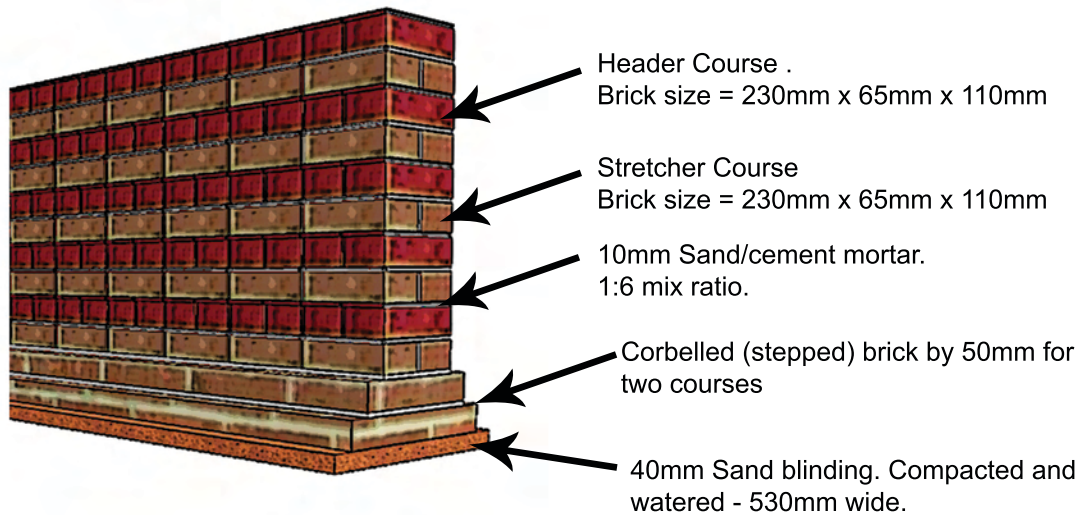 Header Course .
Brick size = 230mm x 65mm x 110mm
Stretcher Course
Brick size = 230mm x 65mm x 110mm
10mm Sand/cement mortar.
1:6 mix ratio.
Corbelled (stepped) brick by 50mm for
two courses
40mm Sand blinding. Compacted and
watered - 530mm wide.